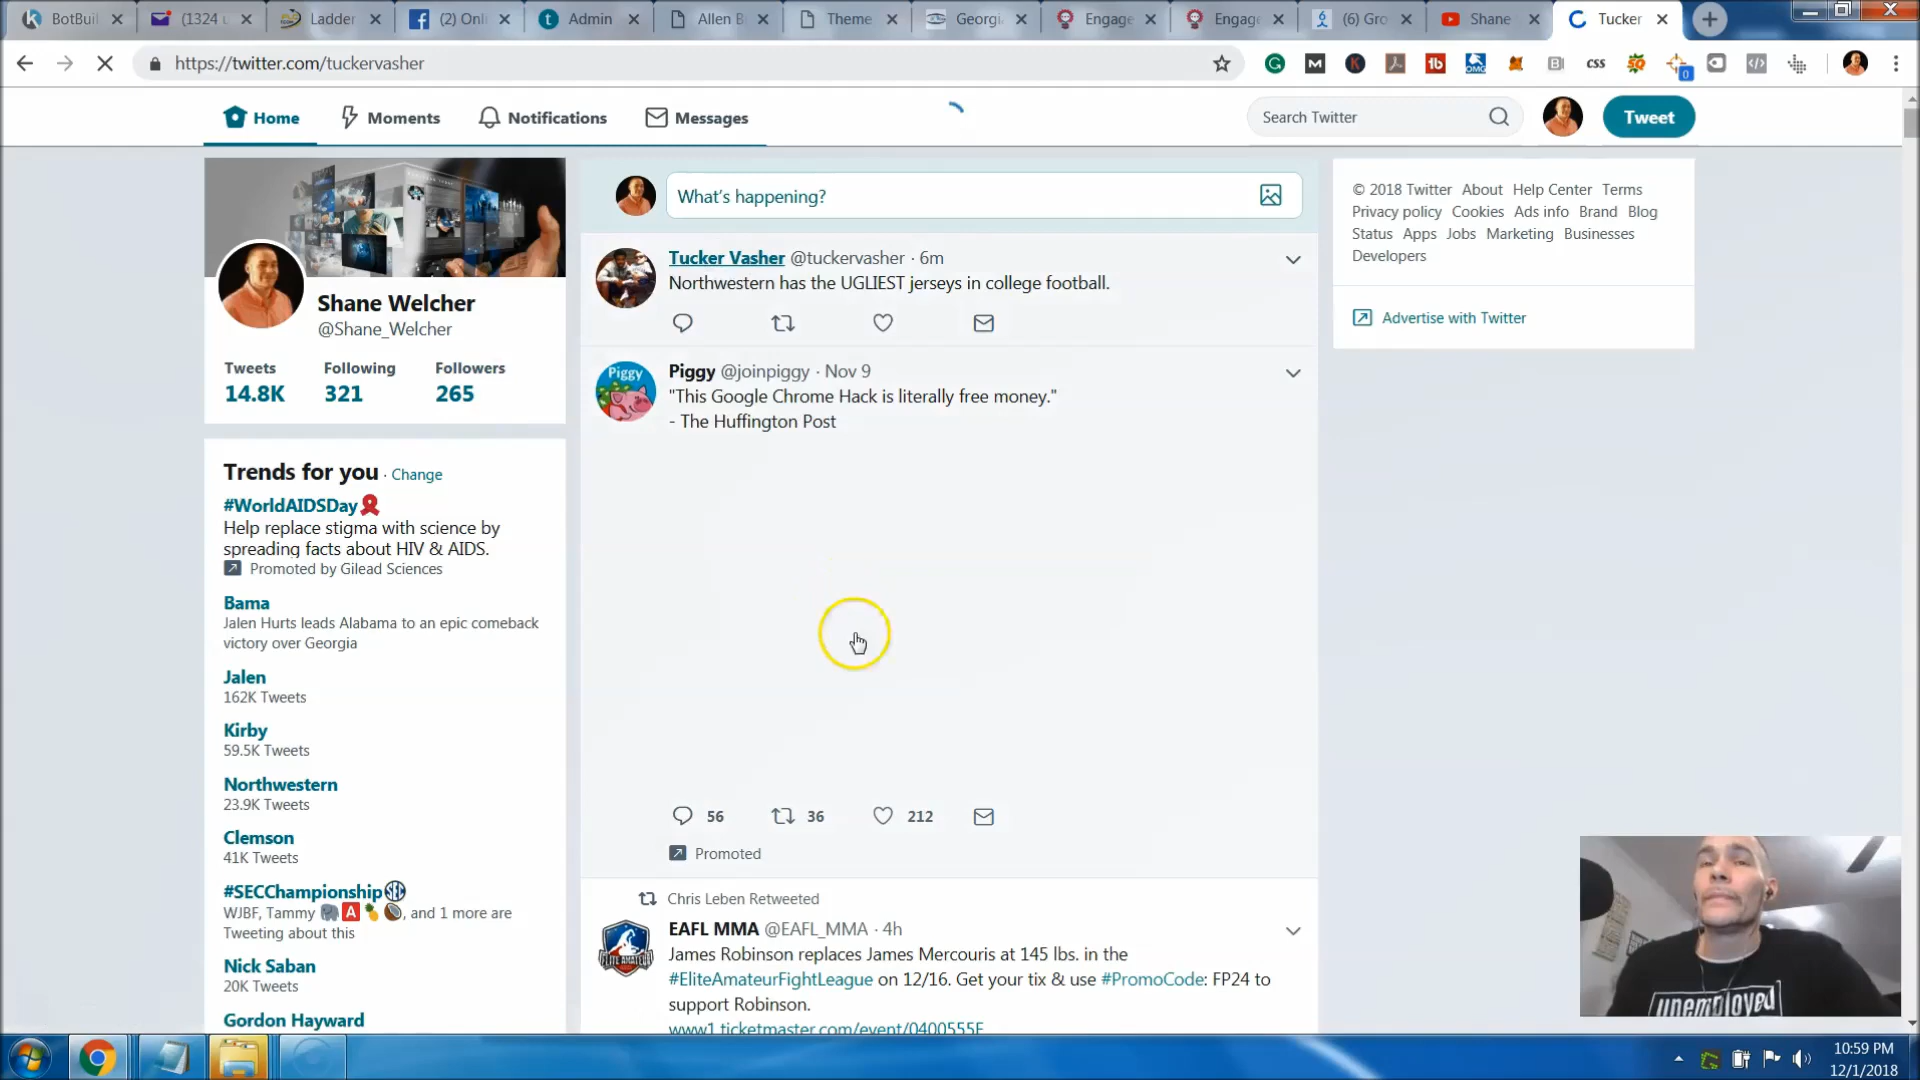 BotBuil
(1324 u
Ladder
(2) Onli
Admin
Allen B
Theme
Georgi
Engage
Engage
(6) Gro
Shane
Tucker
https://twitter.com/tuckervasher
Home
Moments
Notifications
Messages
Search Twitter
Tweet
Shane Welcher
@Shane_Welcher
Tweets Following Followers
14.8K 321 265
Trends for you · Change
#WorldAIDSDay
Help replace stigma with science by
spreading facts about HIV & AIDS.
Promoted by Gilead Sciences
Bama
Jalen Hurts leads Alabama to an epic comeback
victory over Georgia
Jalen
162K Tweets
Kirby
59.5K Tweets
Northwestern
23.9K Tweets
Clemson
41K Tweets
#SECChampionship
WJBF, Tammy 🐘🅰🍍🥥, and 1 more are
Tweeting about this
Nick Saban
20K Tweets
Gordon Hayward
What's happening?
Tucker Vasher @tuckervasher · 6m
Northwestern has the UGLIEST jerseys in college football.
Piggy
Piggy @joinpiggy · Nov 9
"This Google Chrome Hack is literally free money."
- The Huffington Post
56 36 212
Promoted
Chris Leben Retweeted
EAFL MMA @EAFL_MMA · 4h
James Robinson replaces James Mercouris at 145 lbs. in the
#EliteAmateurFightLeague on 12/16. Get your tix & use #PromoCode: FP24 to
support Robinson.
www1.ticketmaster.com/event/0400555F
© 2018 Twitter About Help Center Terms
Privacy policy Cookies Ads info Brand Blog
Status Apps Jobs Marketing Businesses
Developers
Advertise with Twitter
unemployed
10:59 PM
12/1/2018